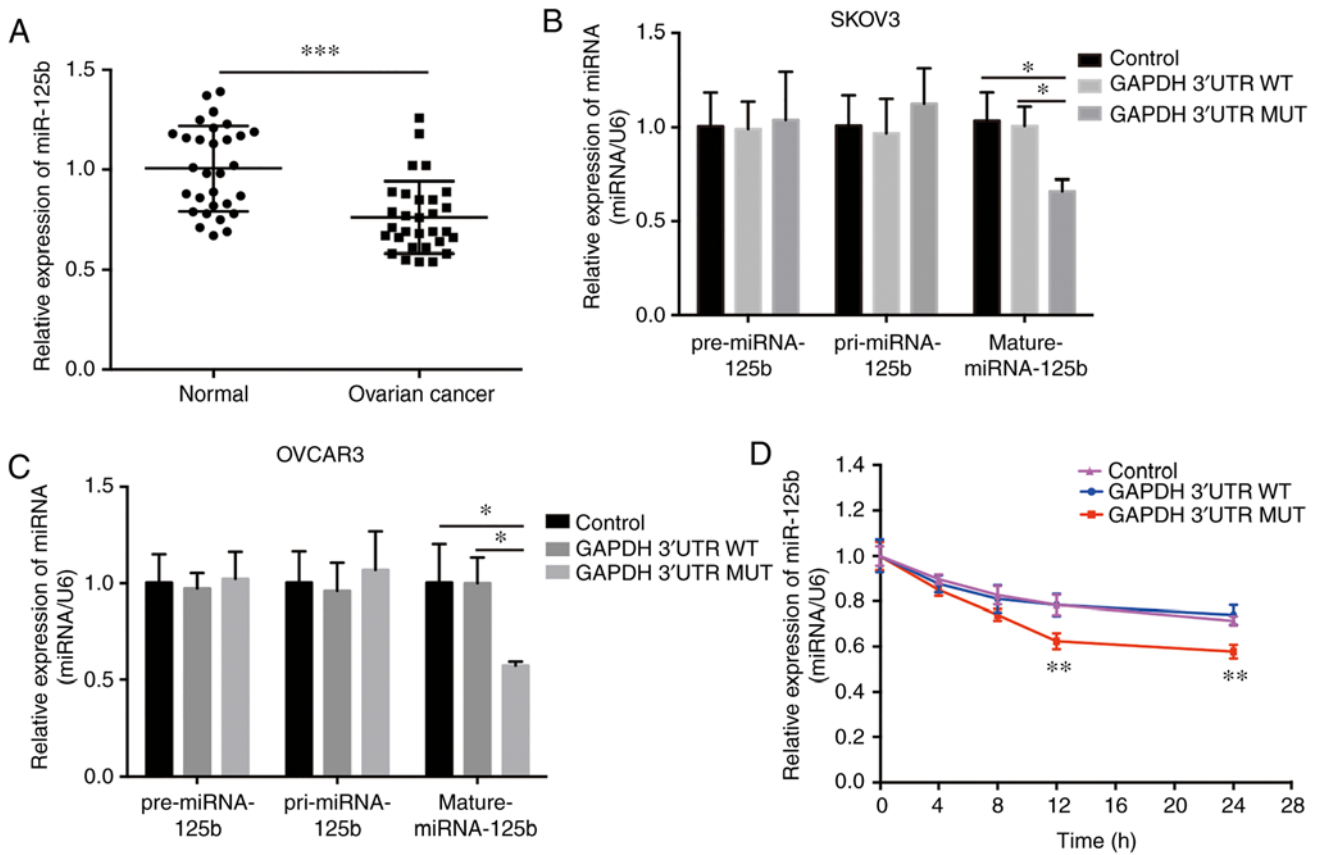 A
***
Relative expression of miR-125b
1.5
1.0
0.5
0.0
Normal
Ovarian cancer
B
SKOV3
Relative expression of miRNA
(miRNA/U6)
1.5
1.0
0.5
0.0
*
*
Control
GAPDH 3′UTR WT
GAPDH 3′UTR MUT
pre-miRNA-
125b
pri-miRNA-
125b
Mature-
miRNA-125b
C
OVCAR3
Relative expression of miRNA
(miRNA/U6)
1.5
1.0
0.5
0.0
*
*
Control
GAPDH 3′UTR WT
GAPDH 3′UTR MUT
pre-miRNA-
125b
pri-miRNA-
125b
Mature-
miRNA-125b
D
Relative expression of miR-125b
(miRNA/U6)
1.4
1.2
1.0
0.8
0.6
0.4
0.2
0.0
Control
GAPDH 3′UTR WT
GAPDH 3′UTR MUT
**
**
0 4 8 12 16 20 24 28
Time (h)